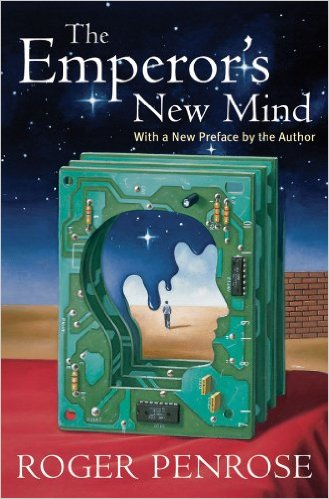 The
Emperor's
New Mind
With a New Preface by the Author
ROGER PENROSE